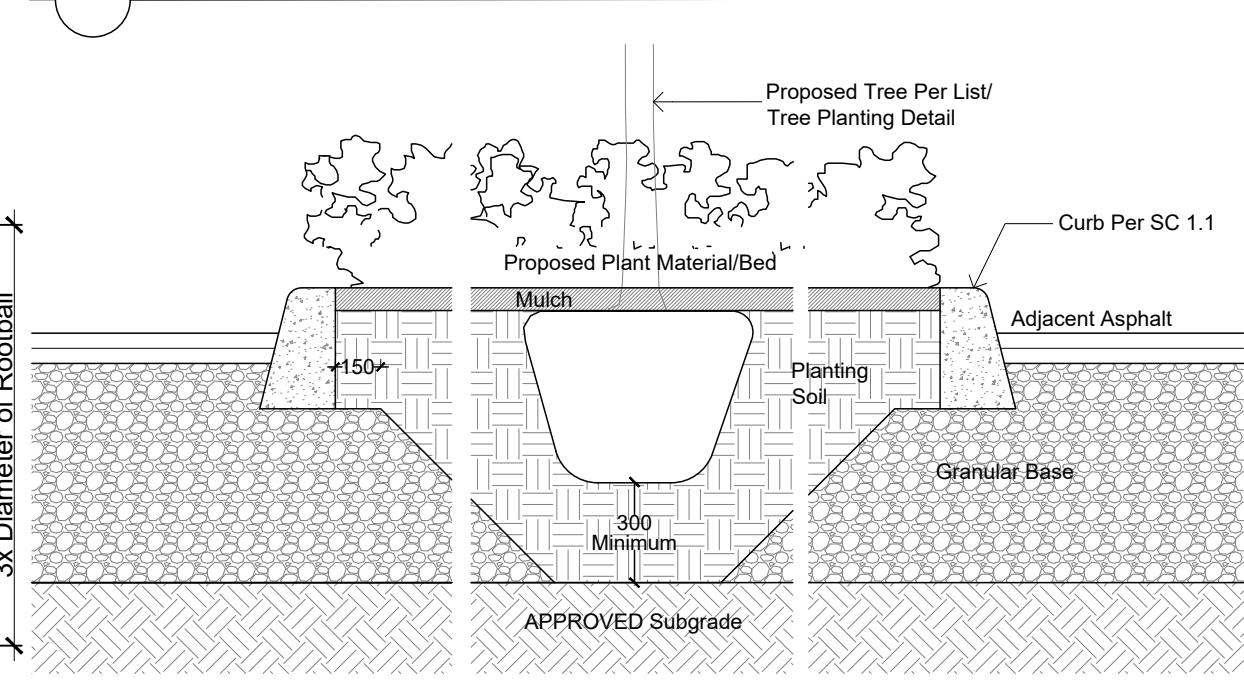 Proposed Tree Per List/
Tree Planting Detail
Curb Per SC 1.1
Proposed Plant Material/Bed
Mulch
Adjacent Asphalt
150
Planting
Soil
3x Diameter of Rootball
Granular Base
300
Minimum
APPROVED Subgrade